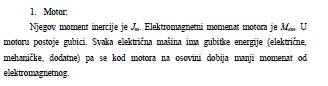 1. Motor:
Njegov moment inercije je Jm. Elektromagnetni momenat motora je Mem. U
motoru postoje gubici. Svaka električna mašina ima gubitke energije (električne,
mehaničke, dodatne) pa se kod motora na osovini dobija manji momenat od
elektromagnetnog.